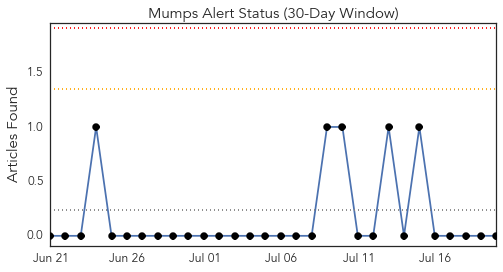 Mumps Alert Status (30-Day Window)
Articles Found
1.5
1.0
0.5
0.0
Jun 21 Jun 26 Jul 01 Jul 06 Jul 11 Jul 16